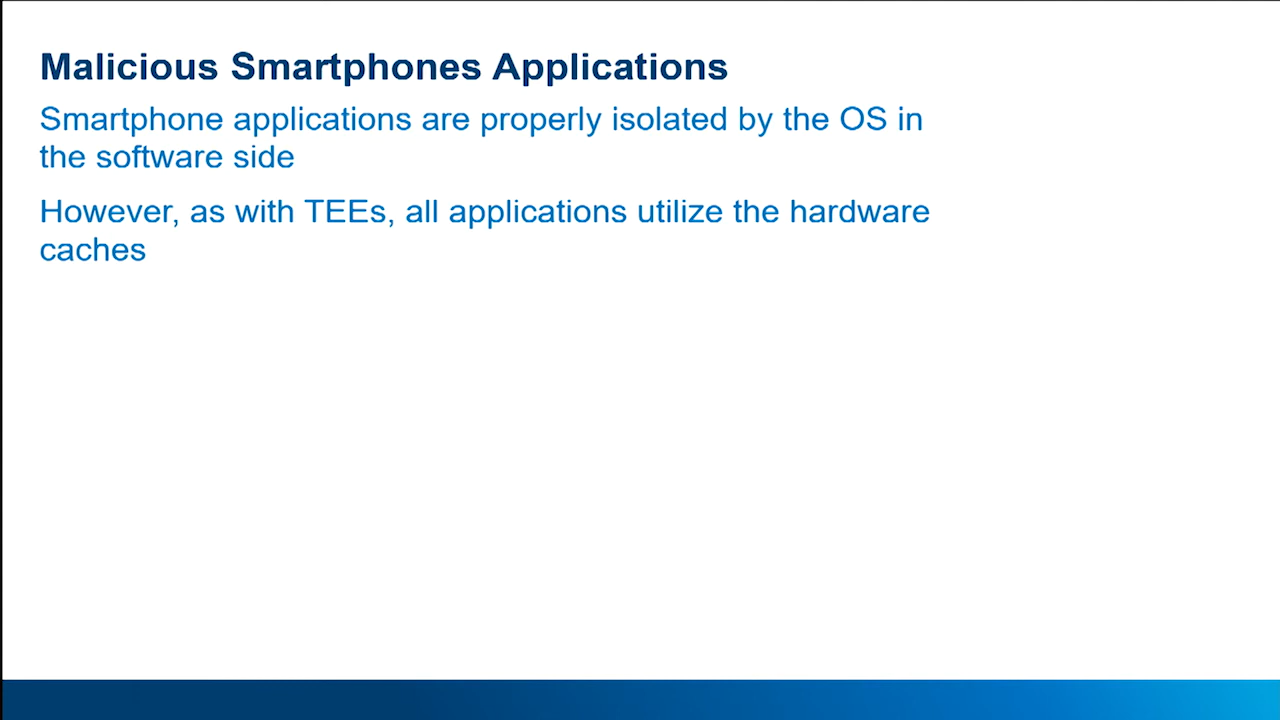 Malicious Smartphones Applications
Smartphone applications are properly isolated by the OS in
the software side
However, as with TEEs, all applications utilize the hardware
caches